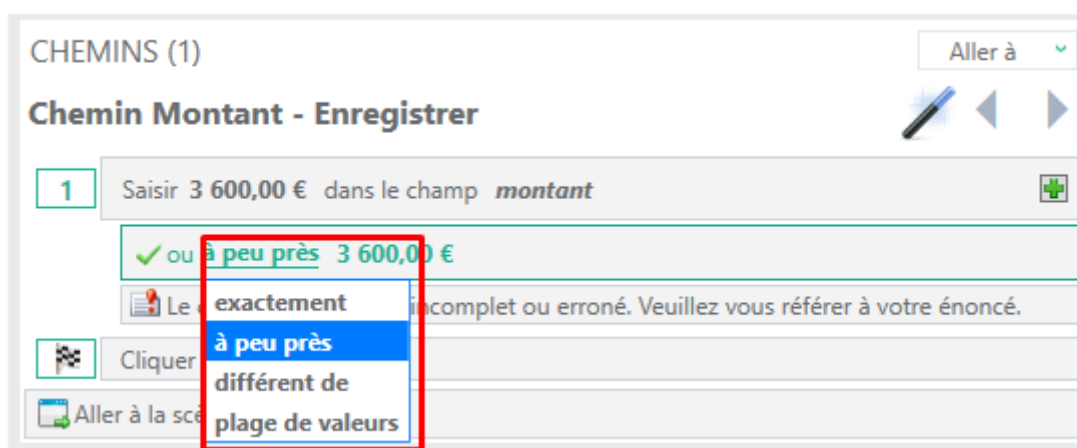 CHEMINS (1)
Aller à
Chemin Montant - Enregistrer
1 Saisir 3 600,00 € dans le champ montant
ou à peu près 3 600,00 €
exactement
Le incomplet ou erroné. Veuillez vous référer à votre énoncé.
à peu près
Cliquer
différent de
Aller à la
plage de valeurs